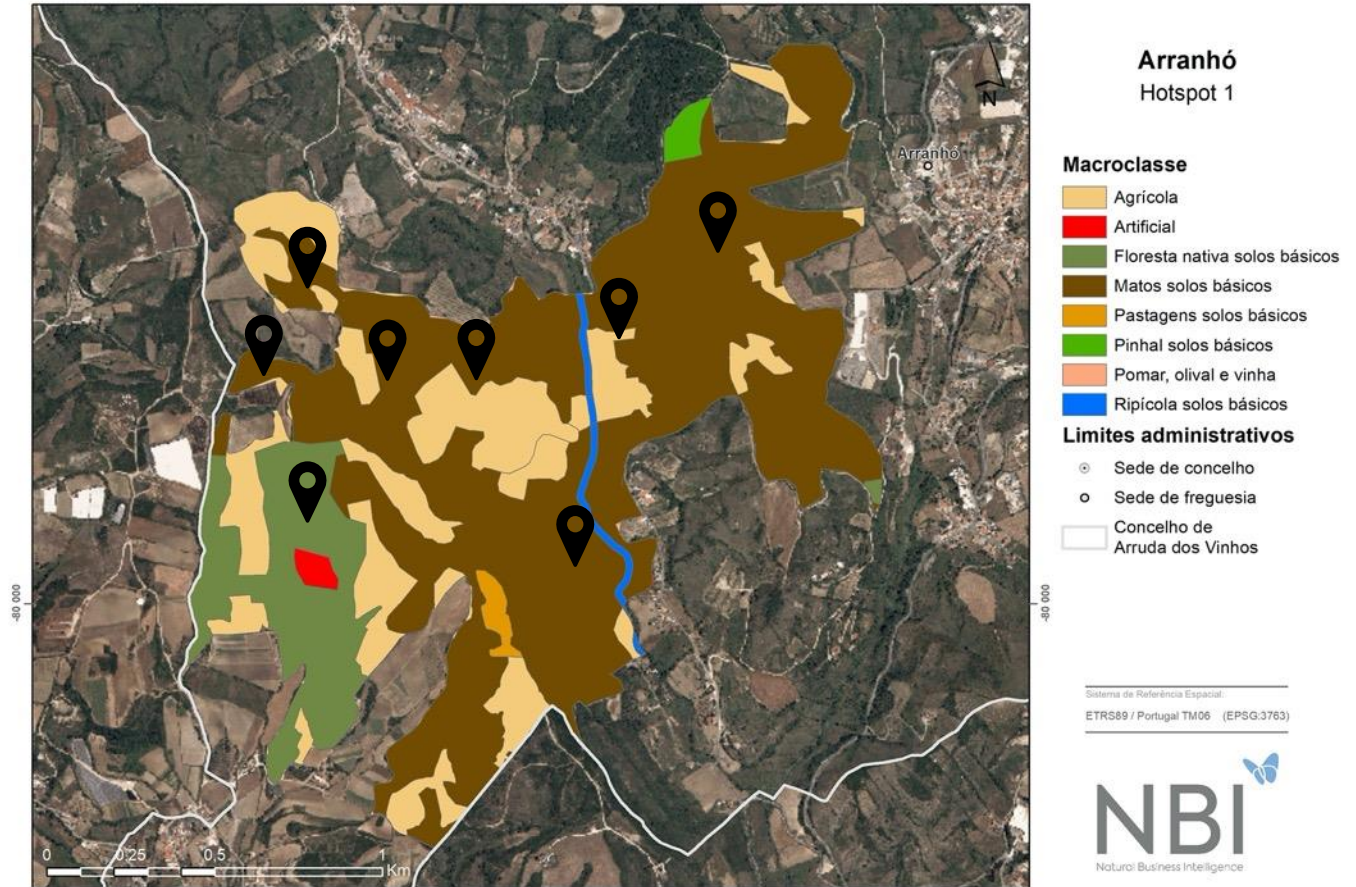 Arranhó
Hotspot 1
N
Arranhó
Macroclasse
Agrícola
Artificial
Floresta nativa solos básicos
Matos solos básicos
Pastagens solos básicos
Pinhal solos básicos
Pomar, olival e vinha
Ripícola solos básicos
Limites administrativos
Sede de concelho
Sede de freguesia
Concelho de
Arruda dos Vinhos
-80 000
-80 000
Sistema de Referência Espacial:
ETRS89 / Portugal TM06 (EPSG:3763)
NBI
Natural Business Intelligence
0 0,25 0,5 1
Km